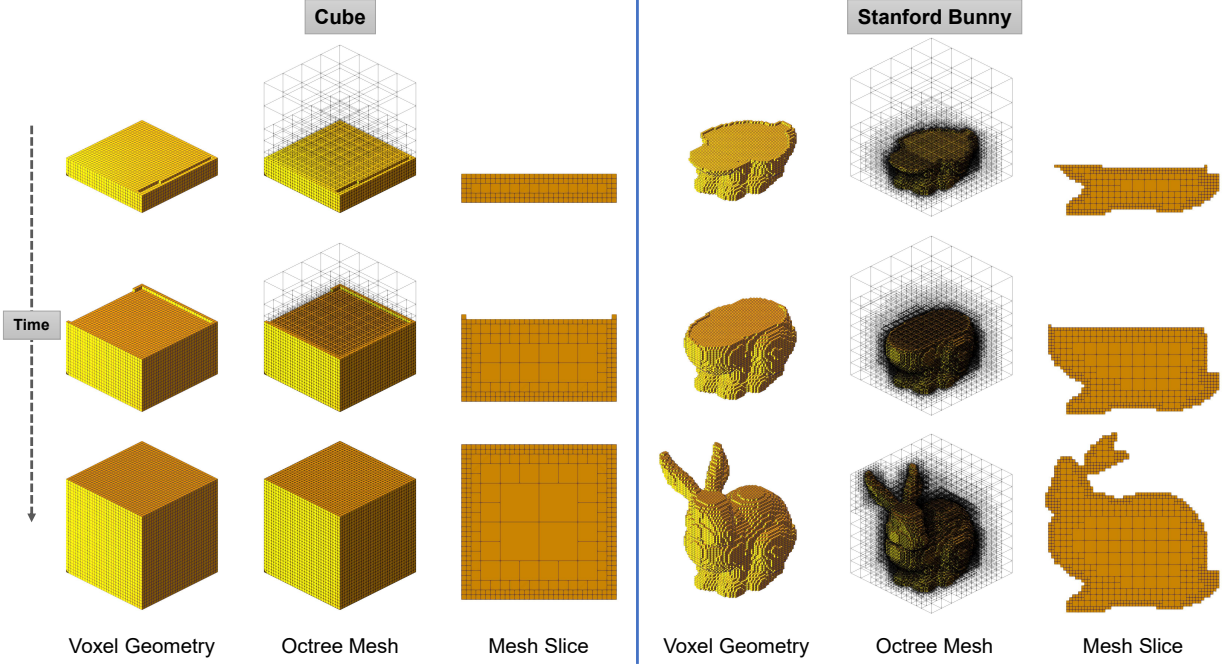 Cube
Stanford Bunny
Time
Voxel Geometry
Octree Mesh
Mesh Slice
Voxel Geometry
Octree Mesh
Mesh Slice